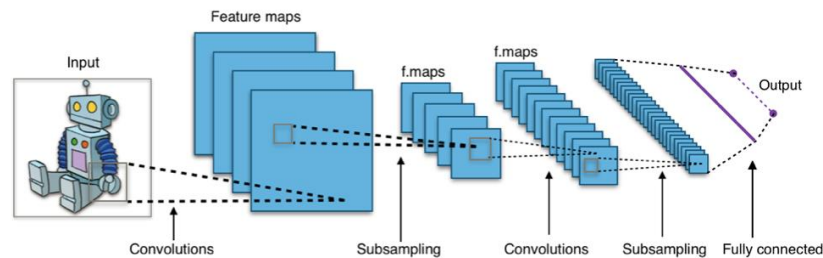 Feature maps
Input
f.maps
f.maps
Output
Convolutions
Subsampling
Convolutions
Subsampling
Fully connected